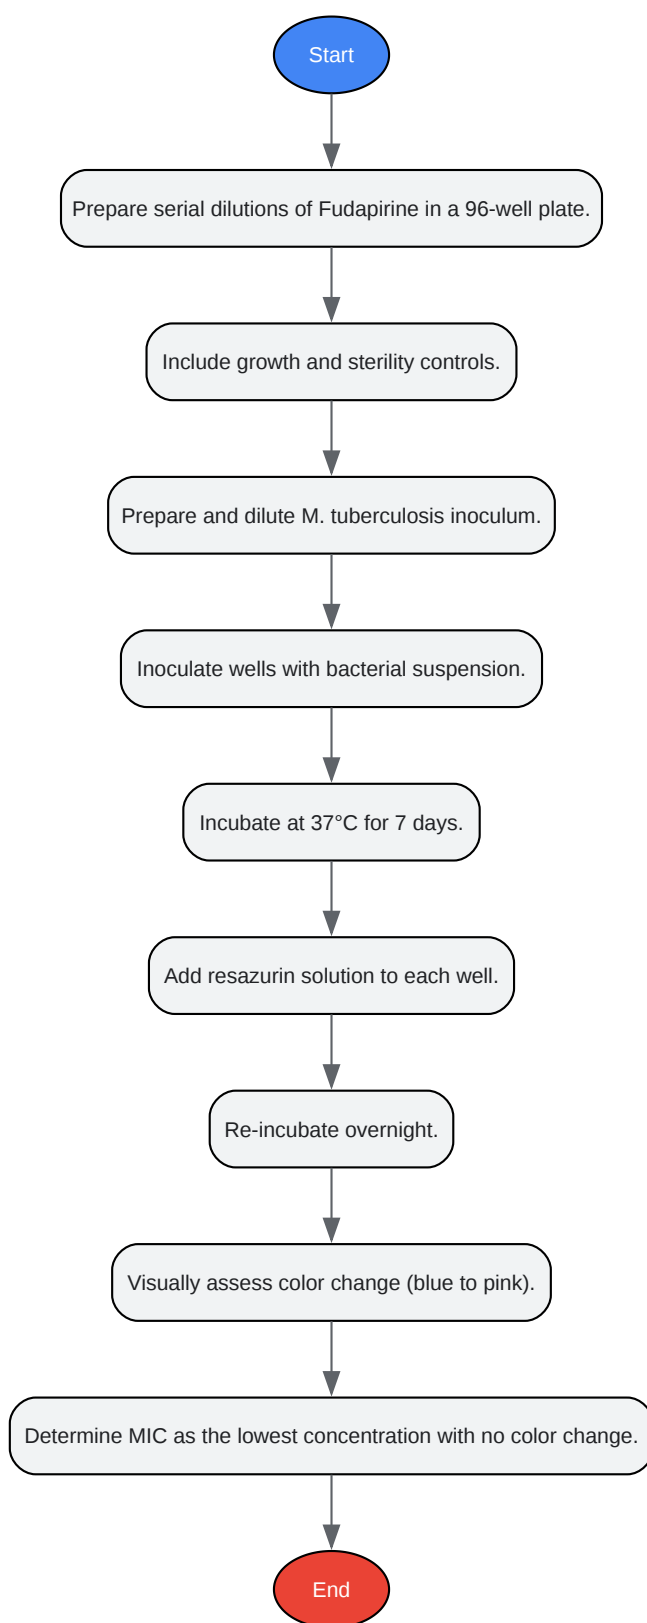 Start
Prepare serial dilutions of Fudapirine in a 96-well plate.
Include growth and sterility controls.
Prepare and dilute M. tuberculosis inoculum.
Inoculate wells with bacterial suspension.
Incubate at 37°C for 7 days.
Add resazurin solution to each well.
Re-incubate overnight.
Visually assess color change (blue to pink).
Determine MIC as the lowest concentration with no color change.
End